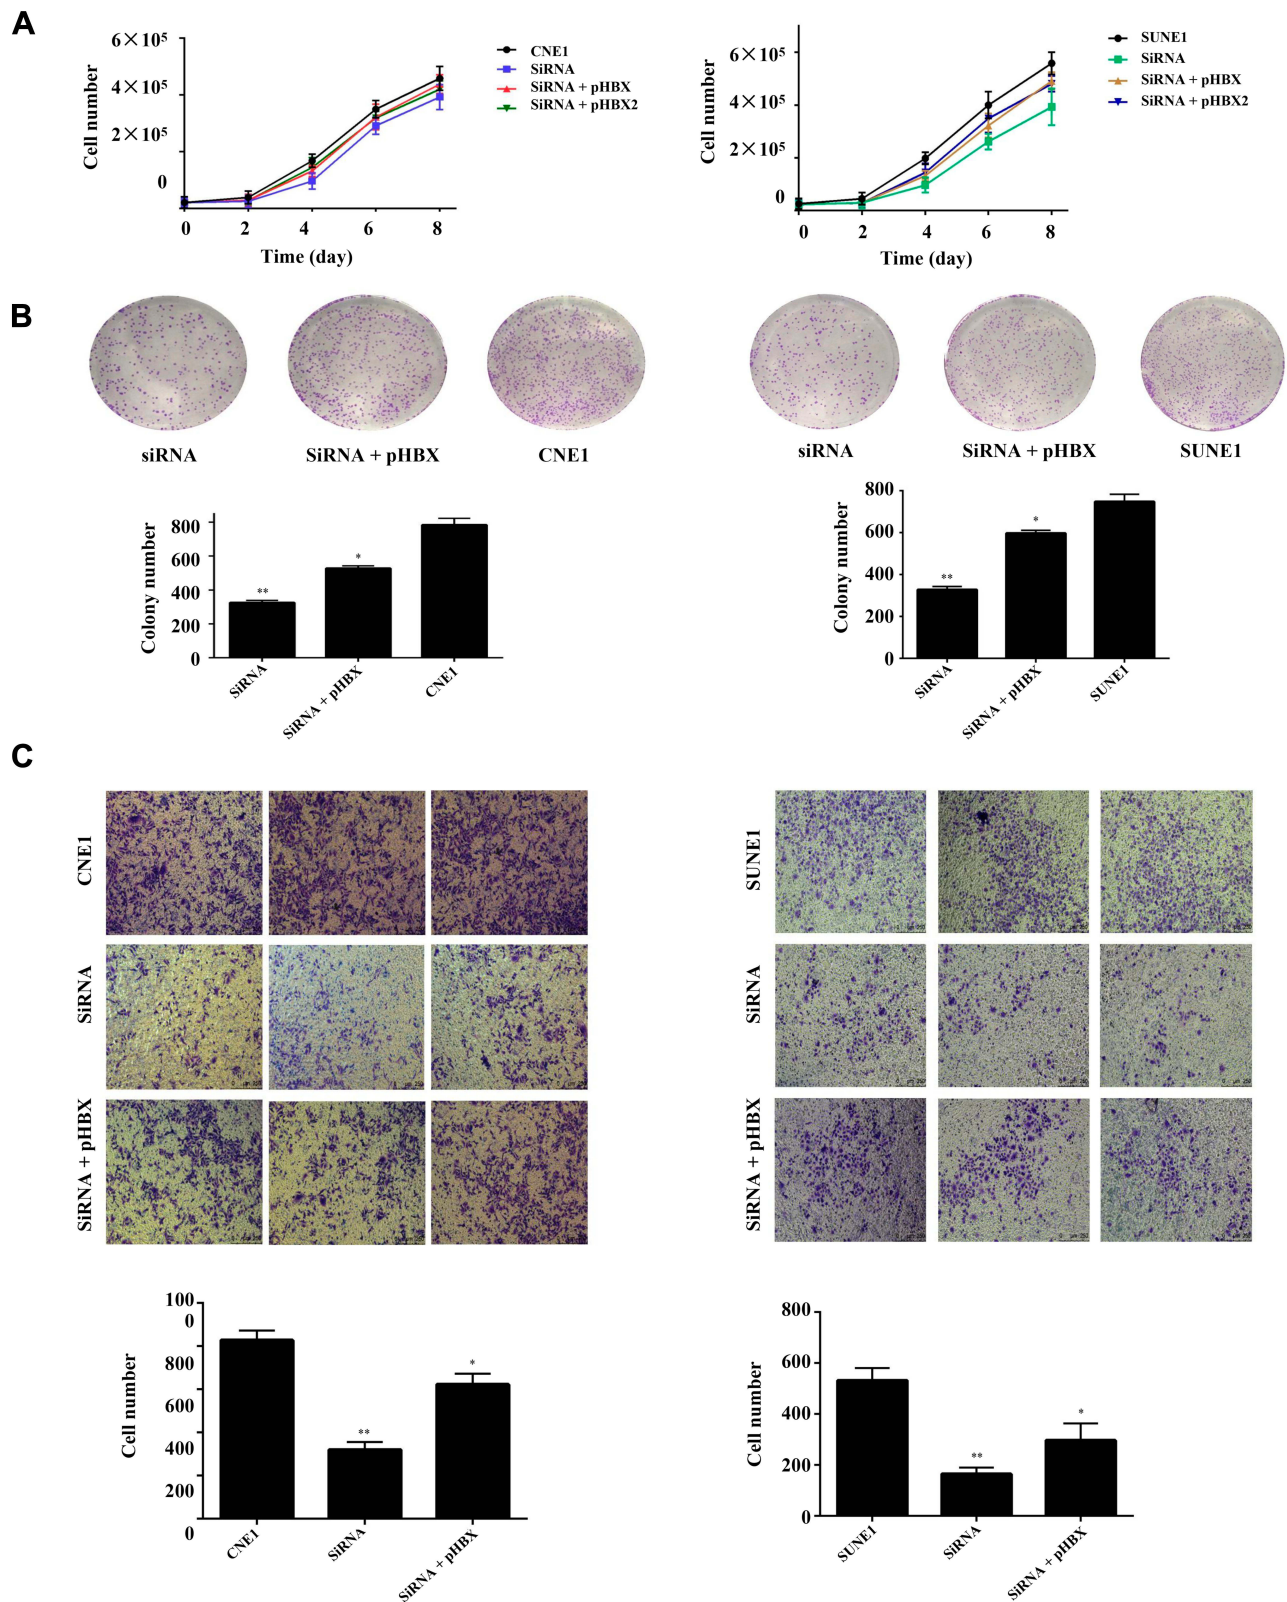 A
6×10⁵
4×10⁵
2×10⁵
0
Cell number
0 2 4 6 8
Time (day)
CNE1
SiRNA
SiRNA + pHBX
SiRNA + pHBX2
6×10⁵
4×10⁵
2×10⁵
0
Cell number
0 2 4 6 8
Time (day)
SUNE1
SiRNA
SiRNA + pHBX
SiRNA + pHBX2
B
siRNA
SiRNA + pHBX
CNE1
siRNA
SiRNA + pHBX
SUNE1
800
600
400
200
0
Colony number
**
*
SiRNA
SiRNA + pHBX
CNE1
800
600
400
200
0
Colony number
**
*
SiRNA
SiRNA + pHBX
SUNE1
C
CNE1
SiRNA
SiRNA + pHBX
SUNE1
SiRNA
SiRNA + pHBX
100
0
800
600
400
200
0
Cell number
**
*
CNE1
SiRNA
SiRNA + pHBX
800
600
400
200
0
Cell number
**
*
SUNE1
SiRNA
SiRNA + pHBX